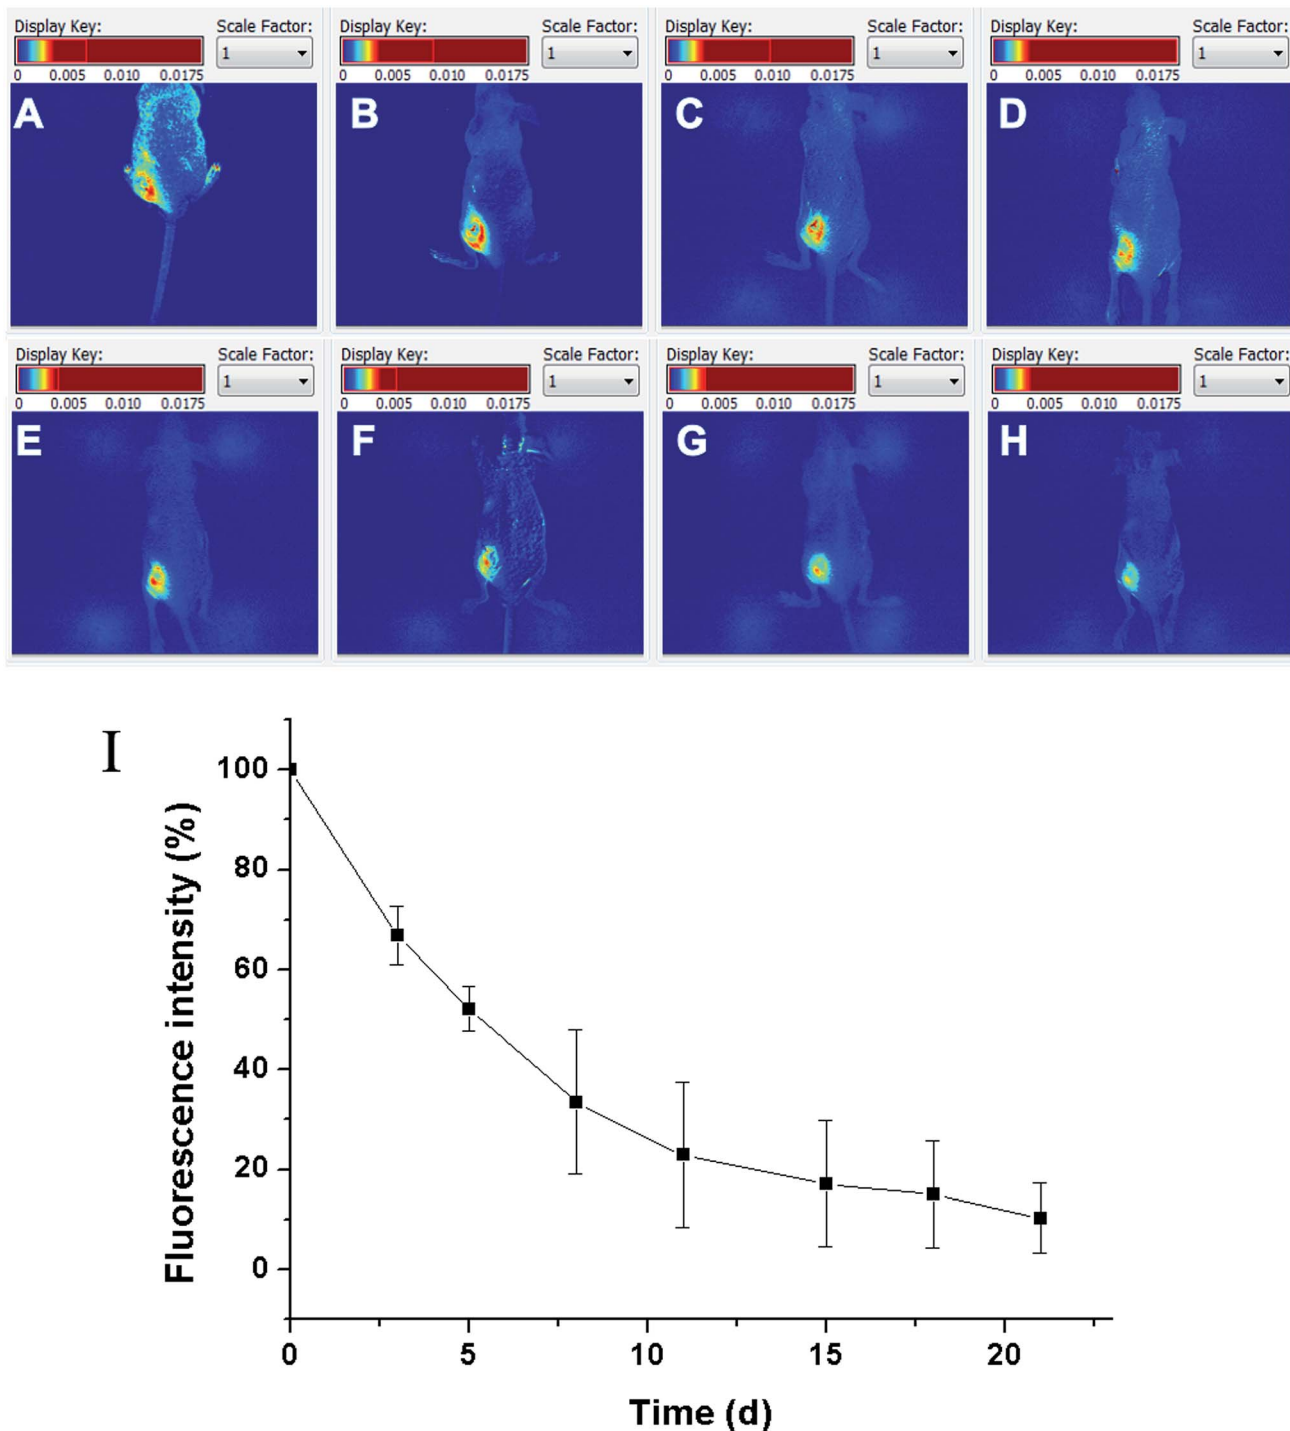 Display Key: Scale Factor: Display Key: Scale Factor: Display Key: Scale Factor: Display Key: Scale Factor:
1 1 1 1
0 0.005 0.010 0.0175 0 0.005 0.010 0.0175 0 0.005 0.010 0.0175 0 0.005 0.010 0.0175
A B C D
Display Key: Scale Factor: Display Key: Scale Factor: Display Key: Scale Factor: Display Key: Scale Factor:
1 1 1 1
0 0.005 0.010 0.0175 0 0.005 0.010 0.0175 0 0.005 0.010 0.0175 0 0.005 0.010 0.0175
E F G H
I
Fluorescence intensity (%)
100
80
60
40
20
0
0 5 10 15 20
Time (d)